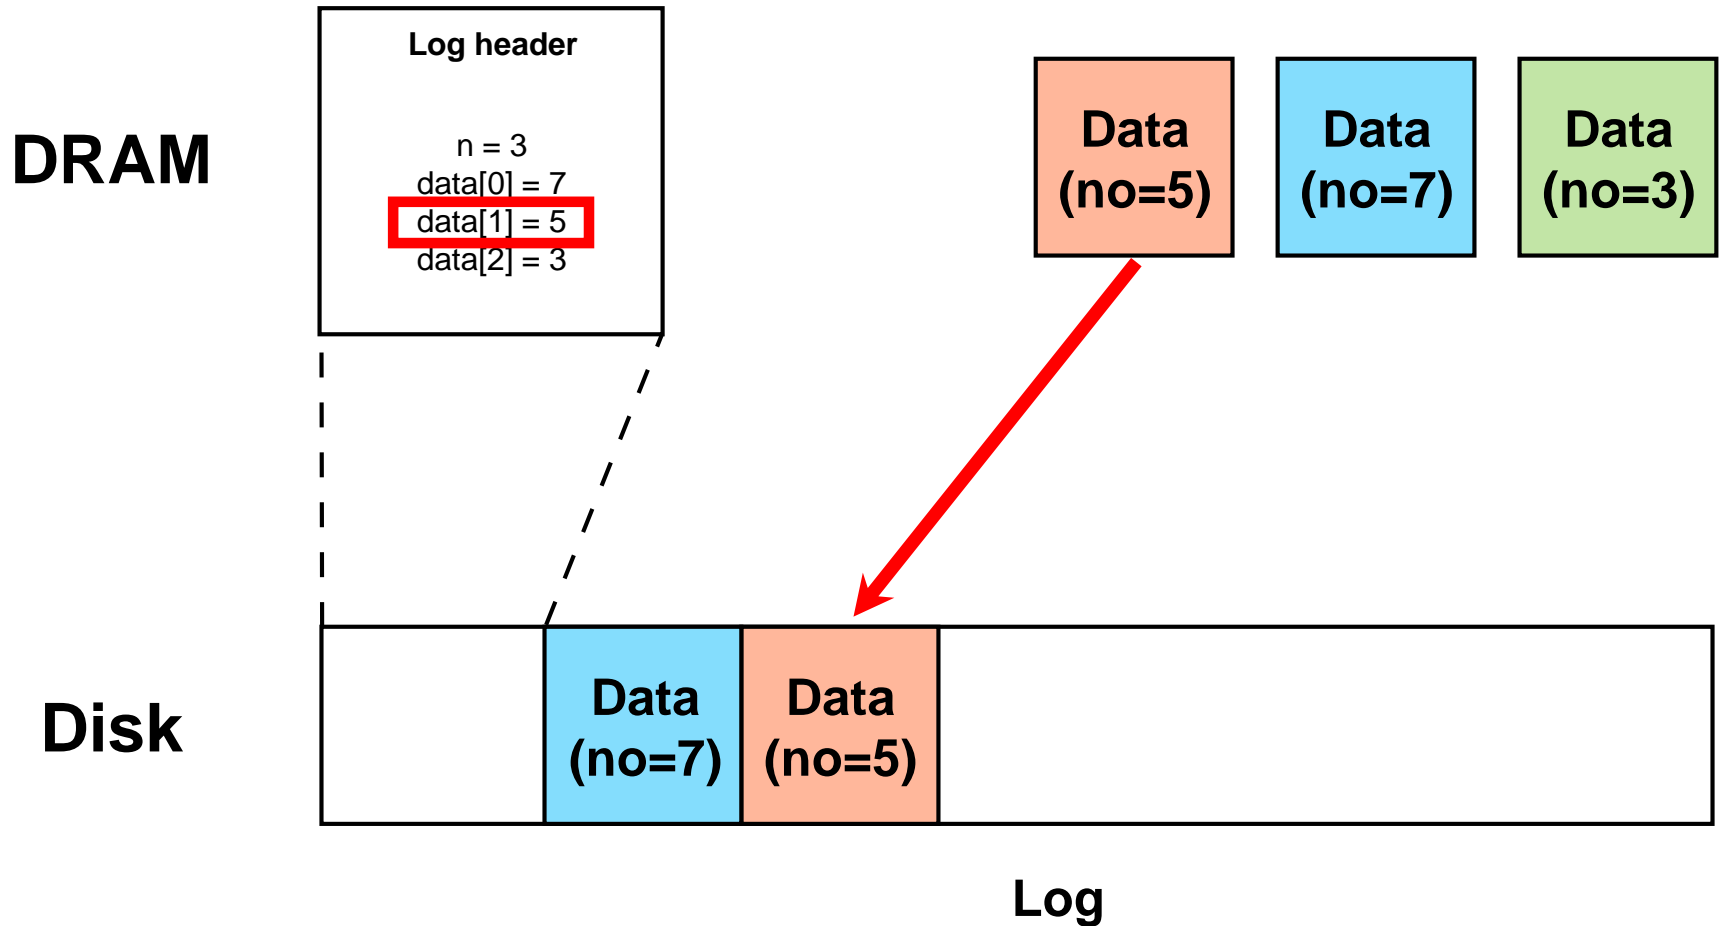 Log header
n = 3
data[0] = 7
data[1] = 5
data[2] = 3
DRAM
Data
(no=5)
Data
(no=7)
Data
(no=3)
Disk
Data
(no=7)
Data
(no=5)
Log